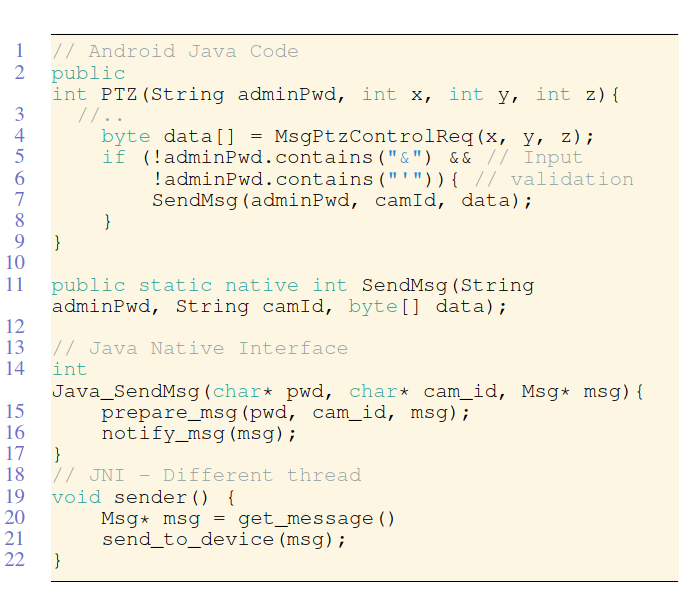 1 // Android Java Code
2 public
int PTZ(String adminPwd, int x, int y, int z){
3 //..
4 byte data[] = MsgPtzControlReq(x, y, z);
5 if (!adminPwd.contains("&") && // Input
6 !adminPwd.contains("'")){ // validation
7 SendMsg(adminPwd, camId, data);
8 }
9 }
10
11 public static native int SendMsg(String
adminPwd, String camId, byte[] data);
12
13 // Java Native Interface
14 int
Java_SendMsg(char* pwd, char* cam_id, Msg* msg){
15 prepare_msg(pwd, cam_id, msg);
16 notify_msg(msg);
17 }
18 // JNI - Different thread
19 void sender() {
20 Msg* msg = get_message()
21 send_to_device(msg);
22 }